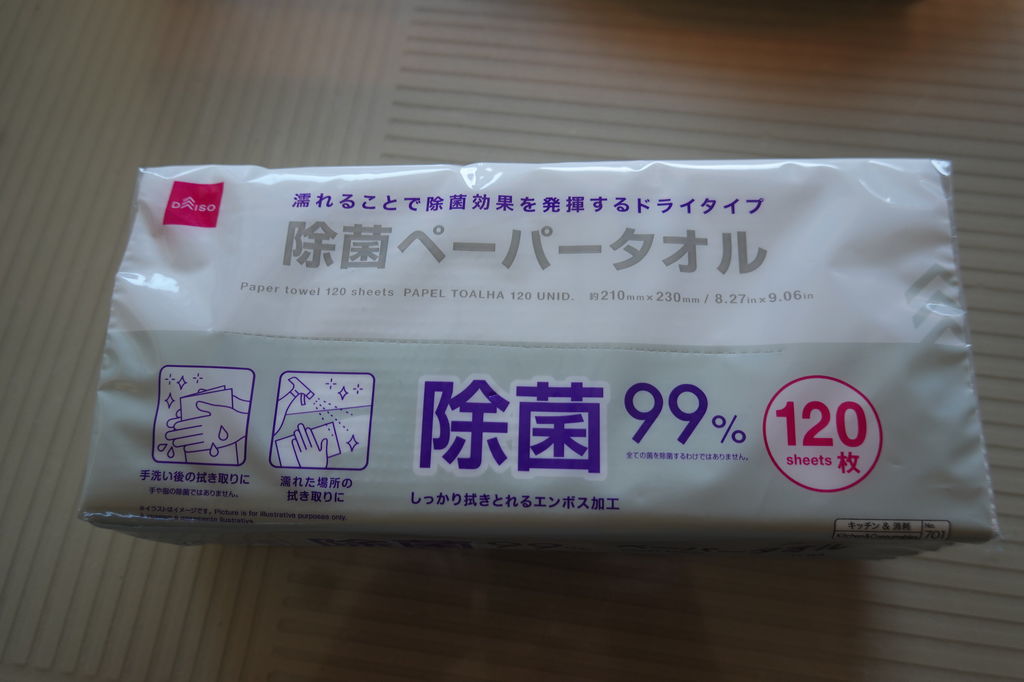 DAISO
濡れることで除菌効果を発揮するドライタイプ
除菌ペーパータオル
Paper towel 120 sheets PAPEL TOALHA 120 UNID. 約210mm×230mm / 8.27in×9.06in
除菌 99%
全ての菌を除菌するわけではありません。
120
sheets 枚
手洗い後の拭き取りに
手や指の除菌ではありません。
濡れた場所の
拭き取りに
しっかり拭きとれるエンボス加工
※イラストはイメージです。Picture is for illustrative purposes only.
キッチン & 消耗
Kitchen&Consumables
No.
701